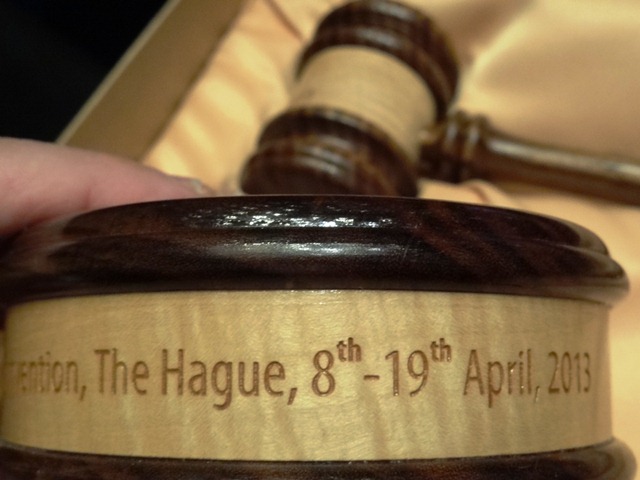 The Hague, 8th-19th April, 2013